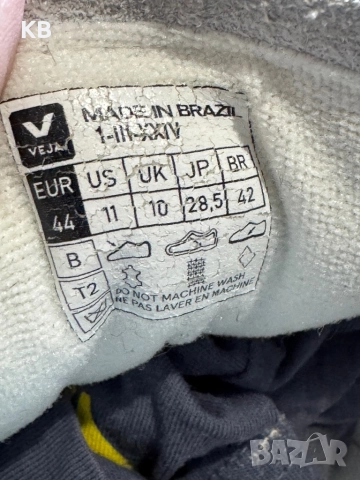 KB
VEJA
MADE IN BRAZIL
1-III-XXIV
EUR US UK JP BR
44 11 10 28,5 42
B
T2
DO NOT MACHINE WASH
NE PAS LAVER EN MACHINE
BAZAR